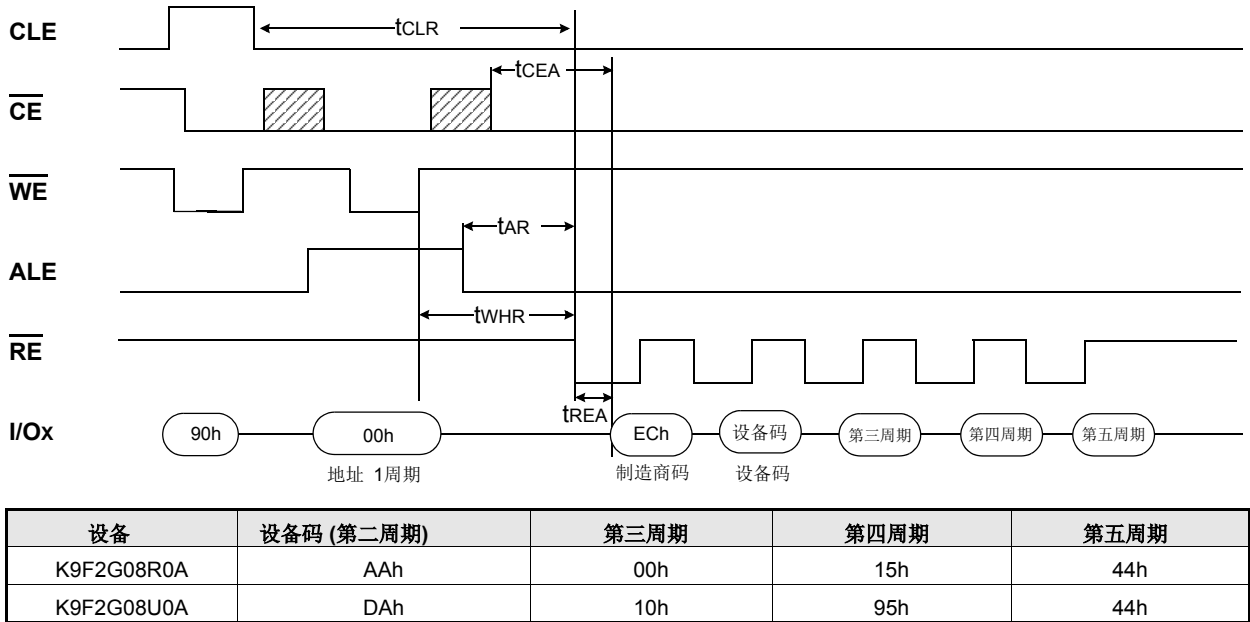 CLE
tCLR
tCEA
CE
WE
tAR
ALE
tWHR
RE
tREA
I/Ox
90h
00h
ECh
设备码
第三周期
第四周期
第五周期
地址 1周期
制造商码
设备码
设备 设备码 (第二周期) 第三周期 第四周期 第五周期
K9F2G08R0A AAh 00h 15h 44h
K9F2G08U0A DAh 10h 95h 44h